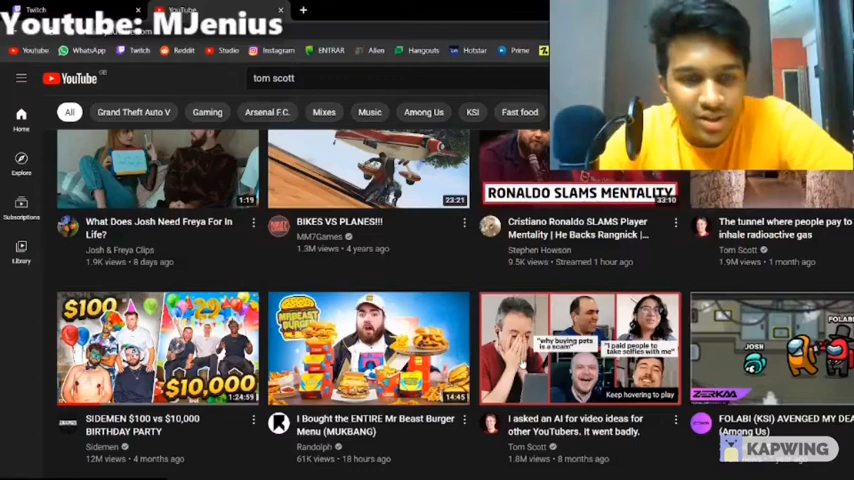 Twitch
YouTube
Youtube: MJenius
Youtube
WhatsApp
Twitch
Reddit
Studio
Instagram
ENTRAR
Alien
Hangouts
Hotstar
Prime
YouTube GB
tom scott
All
Grand Theft Auto V
Gaming
Arsenal F.C.
Mixes
Music
Among Us
KSI
Fast food
Home
Explore
Subscriptions
Library
1:19
What Does Josh Need Freya For In
Life?
Josh & Freya Clips
1.9K views • 8 days ago
23:21
BIKES VS PLANES!!!
MM7Games
1.3M views • 4 years ago
RONALDO SLAMS MENTALITY
33:10
Cristiano Ronaldo SLAMS Player
Mentality | He Backs Rangnick |...
Stephen Howson
9.5K views • Streamed 1 hour ago
The tunnel where people pay to
inhale radioactive gas
Tom Scott
1.9M views • 1 month ago
$100
29
$10,000
1:24:59
SIDEMEN $100 vs $10,000
BIRTHDAY PARTY
Sidemen
12M views • 4 months ago
MRBEAST
BURGER
14:45
I Bought the ENTIRE Mr Beast Burger
Menu (MUKBANG)
Randolph
61K views • 18 hours ago
"why buying pets
is a scam"
"I paid people to
take selfies with me"
Keep hovering to play
I asked an AI for video ideas for
other YouTubers. It went badly.
Tom Scott
1.8M views • 8 months ago
JOSH
FOLABI
ZERKAA
FOLABI (KSI) AVENGED MY DEA
(Among Us)
KAPWING